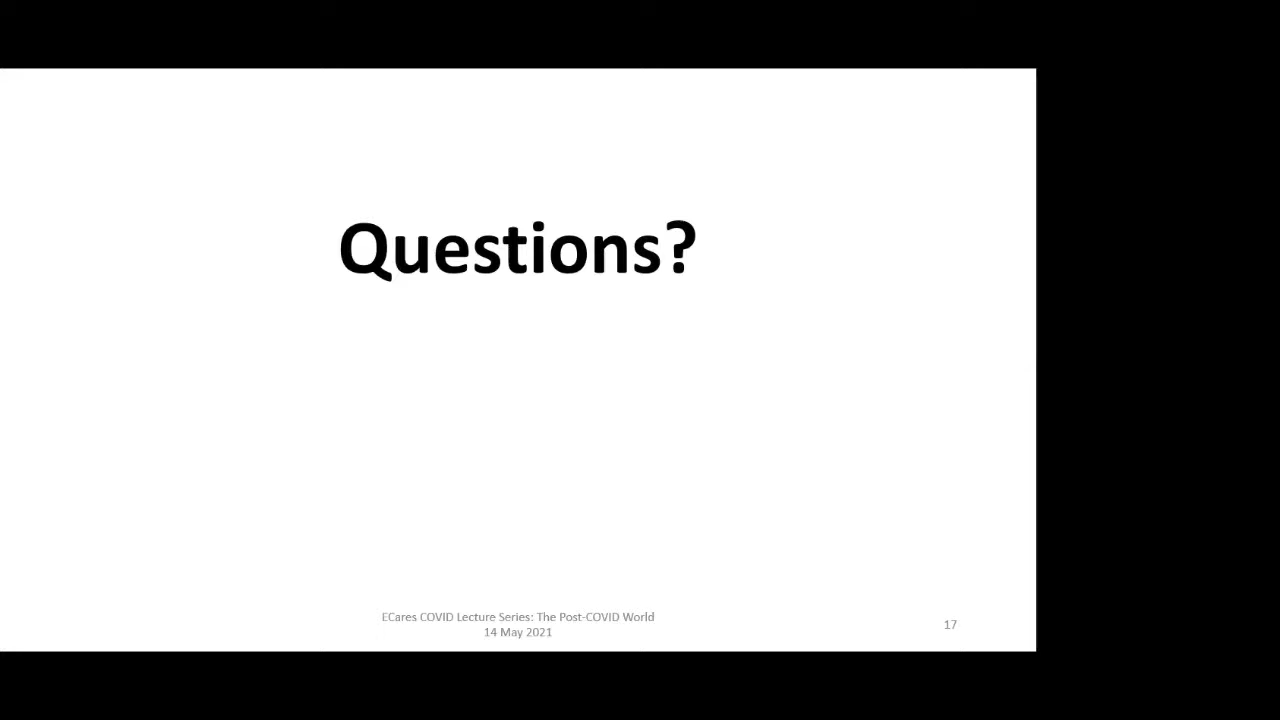 Questions?
ECares COVID Lecture Series: The Post-COVID World
14 May 2021
17